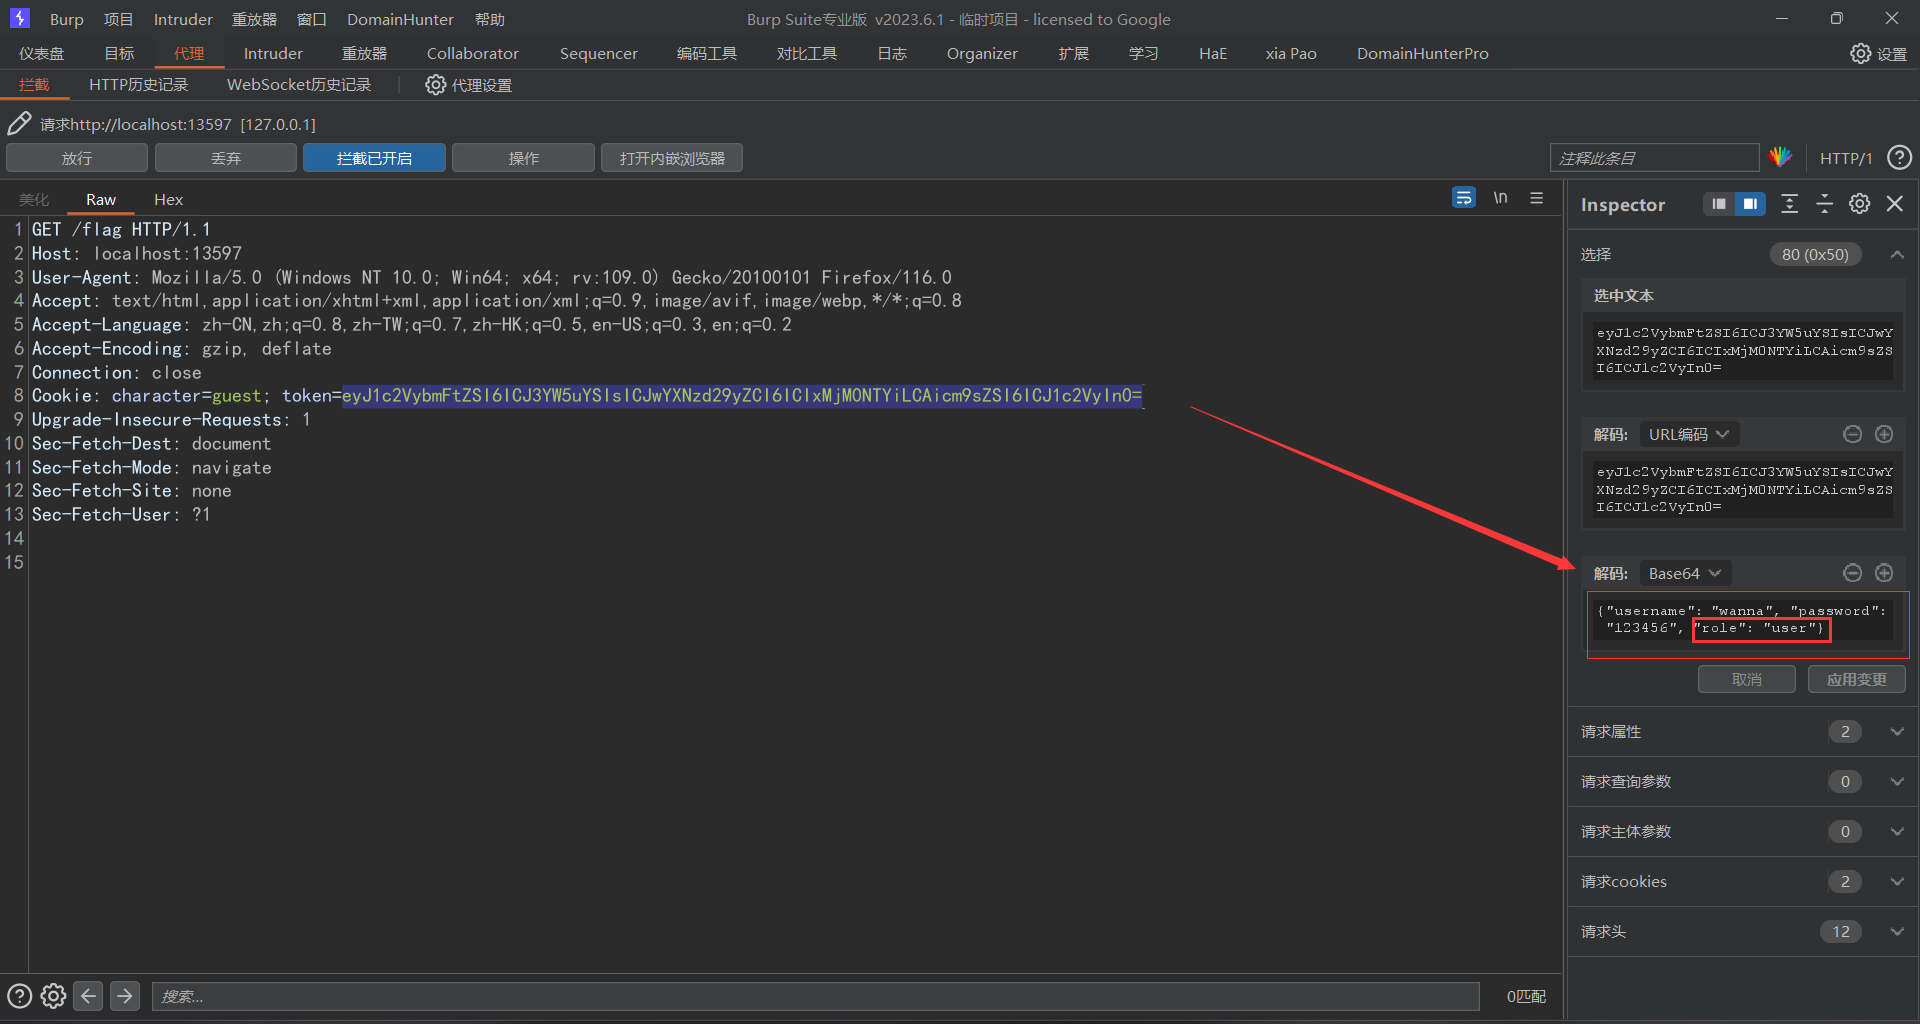 Burp 项目 Intruder 重放器 窗口 DomainHunter 帮助 Burp Suite专业版 v2023.6.1 - 临时项目 - licensed to Google
仪表盘 目标 代理 Intruder 重放器 Collaborator Sequencer 编码工具 对比工具 日志 Organizer 扩展 学习 HaE xia Pao DomainHunterPro 设置
拦截 HTTP历史记录 WebSocket历史记录 代理设置
请求http://localhost:13597 [127.0.0.1]
放行 丢弃 拦截已开启 操作 打开内嵌浏览器 注释此条目 HTTP/1
美化 Raw Hex \n
1 GET /flag HTTP/1.1
2 Host: localhost:13597
3 User-Agent: Mozilla/5.0 (Windows NT 10.0; Win64; x64; rv:109.0) Gecko/20100101 Firefox/116.0
4 Accept: text/html,application/xhtml+xml,application/xml;q=0.9,image/avif,image/webp,*/*;q=0.8
5 Accept-Language: zh-CN,zh;q=0.8,zh-TW;q=0.7,zh-HK;q=0.5,en-US;q=0.3,en;q=0.2
6 Accept-Encoding: gzip, deflate
7 Connection: close
8 Cookie: character=guest; token=eyJ1c2VybmFtZSI6ICJ3YW5uYSIsICJwYXNzd29yZCI6ICIxMjM0NTYiLCAicm9sZSI6ICJ1c2VyIn0=
9 Upgrade-Insecure-Requests: 1
10 Sec-Fetch-Dest: document
11 Sec-Fetch-Mode: navigate
12 Sec-Fetch-Site: none
13 Sec-Fetch-User: ?1
14
15
Inspector
选择 80 (0x50)
选中文本
eyJ1c2VybmFtZSI6ICJ3YW5uYSIsICJwY
XNzd29yZCI6ICIxMjM0NTYiLCAicm9sZS
I6ICJ1c2VyIn0=
解码: URL编码
eyJ1c2VybmFtZSI6ICJ3YW5uYSIsICJwY
XNzd29yZCI6ICIxMjM0NTYiLCAicm9sZS
I6ICJ1c2VyIn0=
解码: Base64
{"username": "wanna", "password":
"123456", "role": "user"}
取消 应用变更
请求属性 2
请求查询参数 0
请求主体参数 0
请求cookies 2
请求头 12
搜索... 0匹配